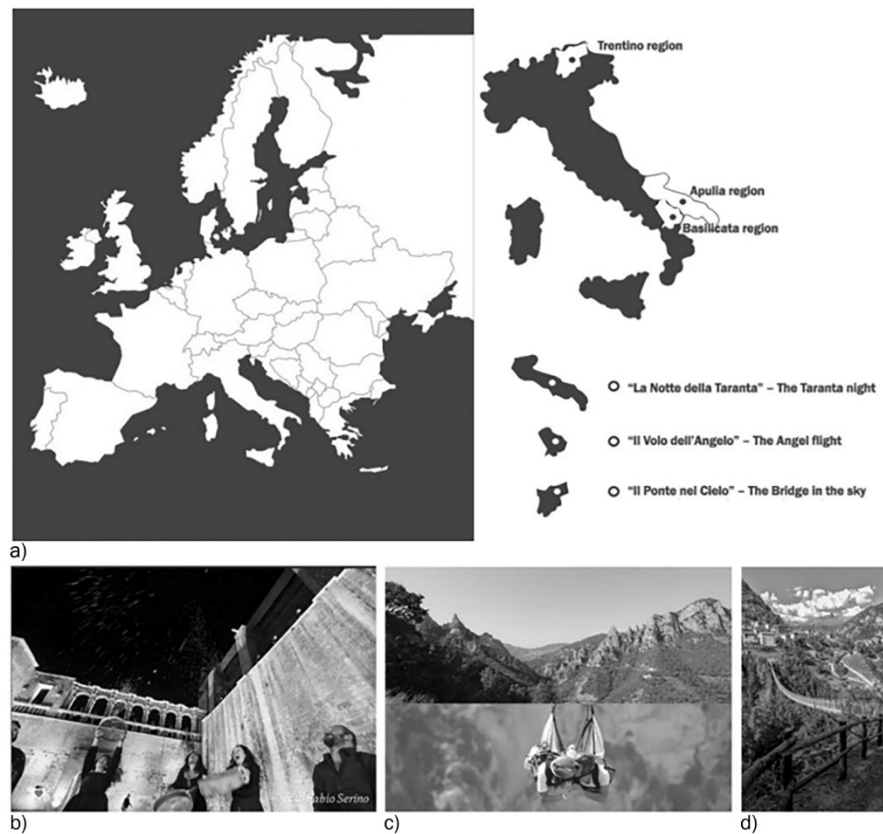 Trentino region
Apulia region
Basilicata region
"La Notte della Taranta" – The Taranta night
"Il Volo dell'Angelo" – The Angel flight
"Il Ponte nel Cielo" – The Bridge in the sky
a)
Fabio Serino
b)
c)
d)